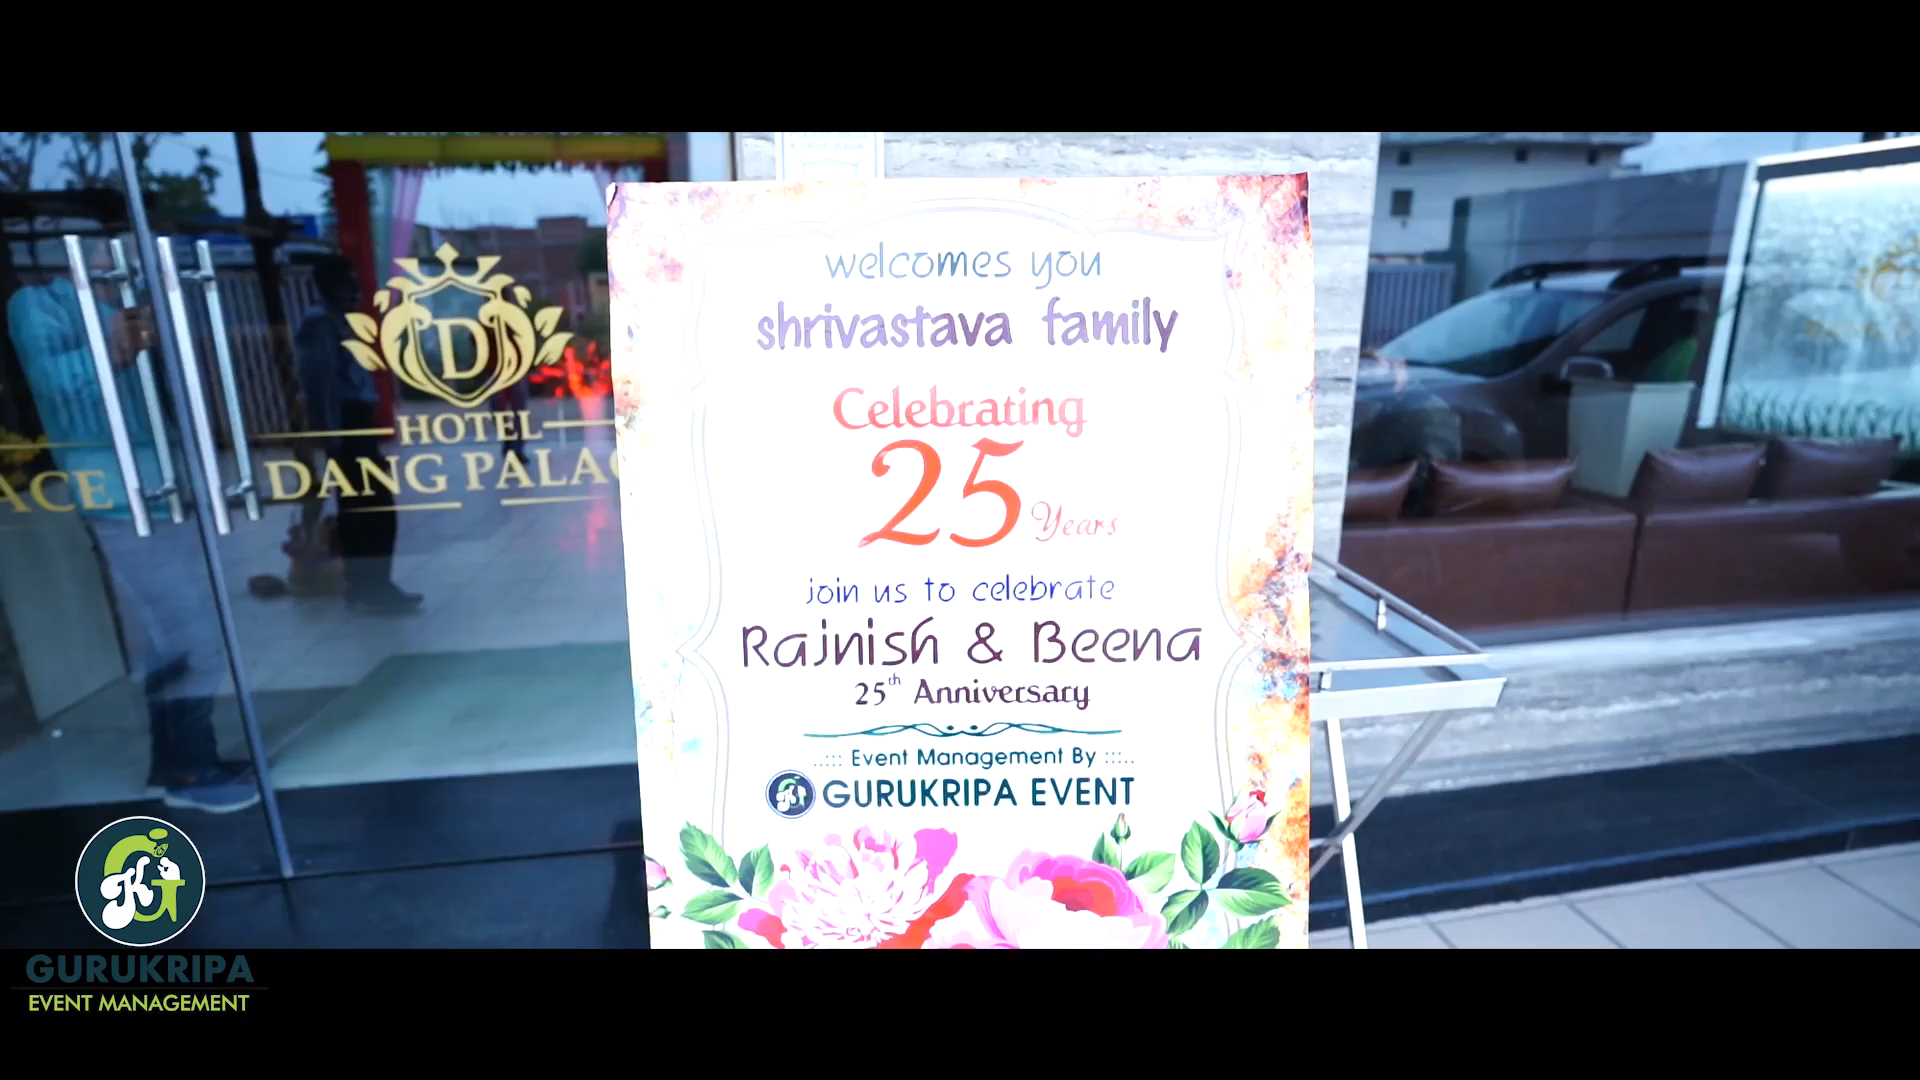 welcomes you
shrivastava family
Celebrating
25 Years
join us to celebrate
Rajnish & Beena
25th Anniversary
..:::: Event Management By ::::..
GURUKRIPA EVENT
D
HOTEL
DANG PALAC
ACE
GURUKRIPA
EVENT MANAGEMENT